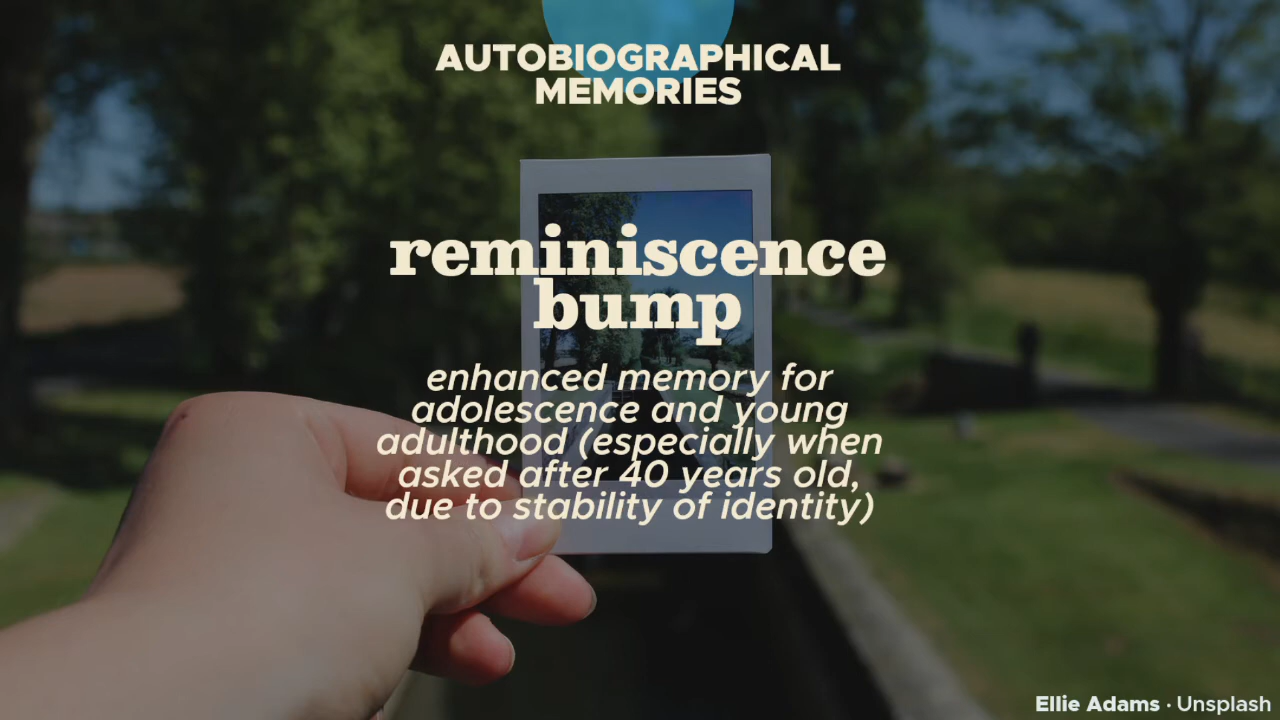 AUTOBIOGRAPHICAL
MEMORIES
reminiscence
bump
enhanced memory for
adolescence and young
adulthood (especially when
asked after 40 years old,
due to stability of identity)
Ellie Adams · Unsplash